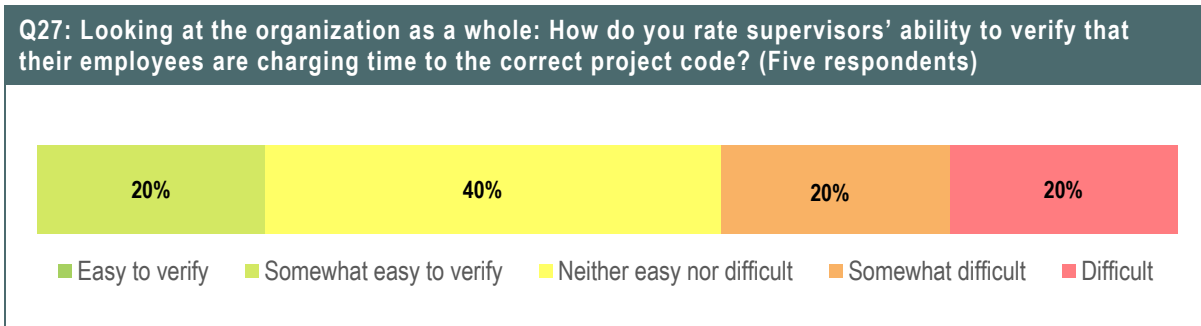 Q27: Looking at the organization as a whole: How do you rate supervisors’ ability to verify that
their employees are charging time to the correct project code? (Five respondents)
20% 40% 20% 20%
Easy to verify Somewhat easy to verify Neither easy nor difficult Somewhat difficult Difficult